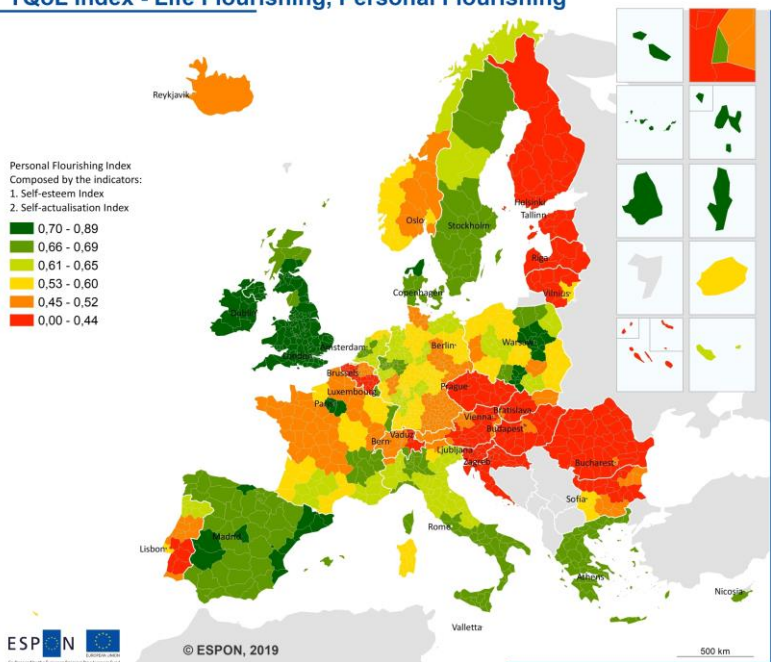 TQoL Index - Life Flourishing, Personal Flourishing
Reykjavik
Personal Flourishing Index
Composed by the indicators:
1. Self-esteem Index
2. Self-actualisation Index
0,70 - 0,89
0,66 - 0,69
0,61 - 0,65
0,53 - 0,60
0,45 - 0,52
0,00 - 0,44
Oslo
Helsinki
Tallinn
Stockholm
Riga
Copenhagen
Vilnius
Dublin
London
Amsterdam
Berlin
Warsaw
Brussels
Luxembourg
Prague
Paris
Bratislava
Vienna
Budapest
Vaduz
Bern
Ljubljana
Zagreb
Bucharest
Sofia
Rome
Madrid
Lisbon
Athens
Nicosia
Valletta
ESPON
EUROPEAN UNION
© ESPON, 2019
500 km